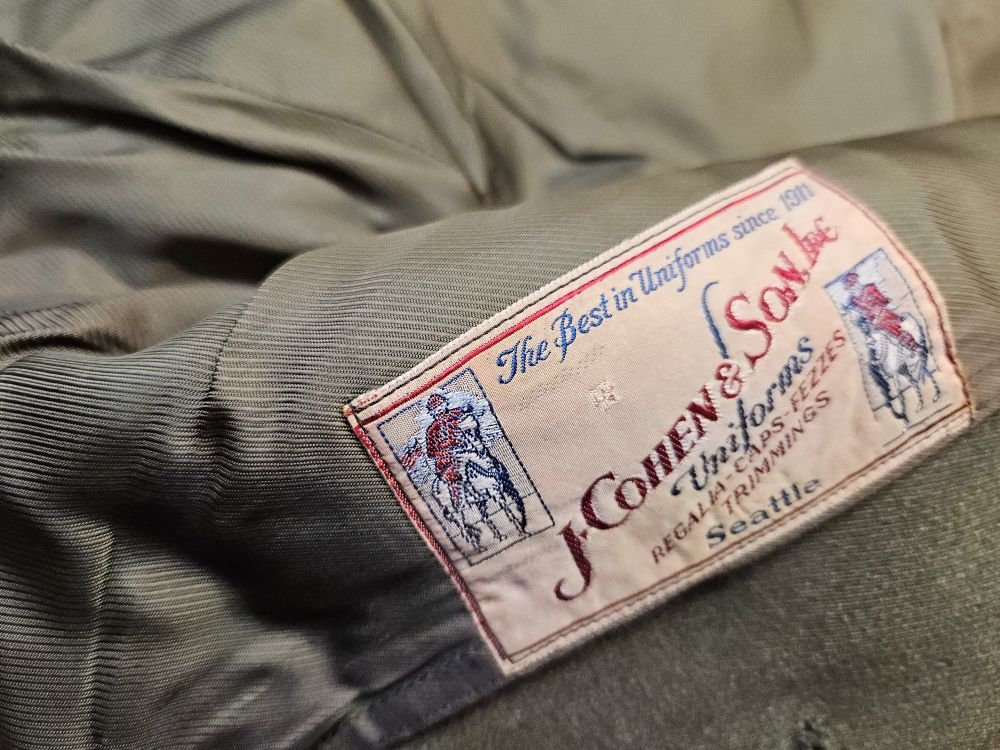 The Best in Uniforms since 1911
J. COHEN & SON, INC
Uniforms
REGALIA-CAPS-FEZZES
TRIMMINGS
Seattle